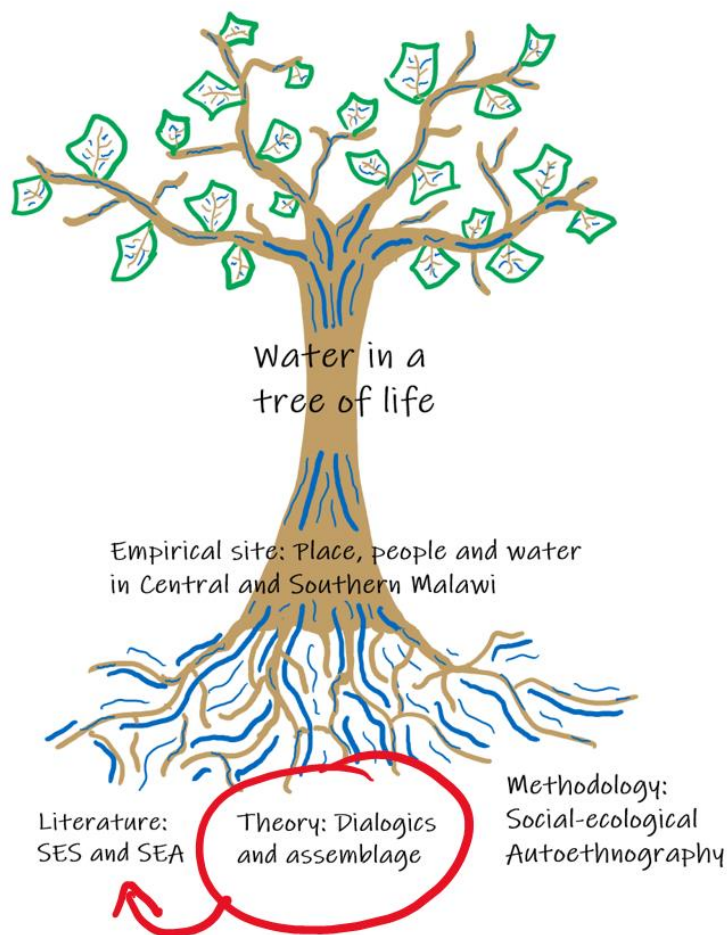 Water in a
tree of life
Empirical site: Place, people and water
in Central and Southern Malawi
Literature:
SES and SEA
Theory: Dialogics
and assemblage
Methodology:
Social-ecological
Autoethnography